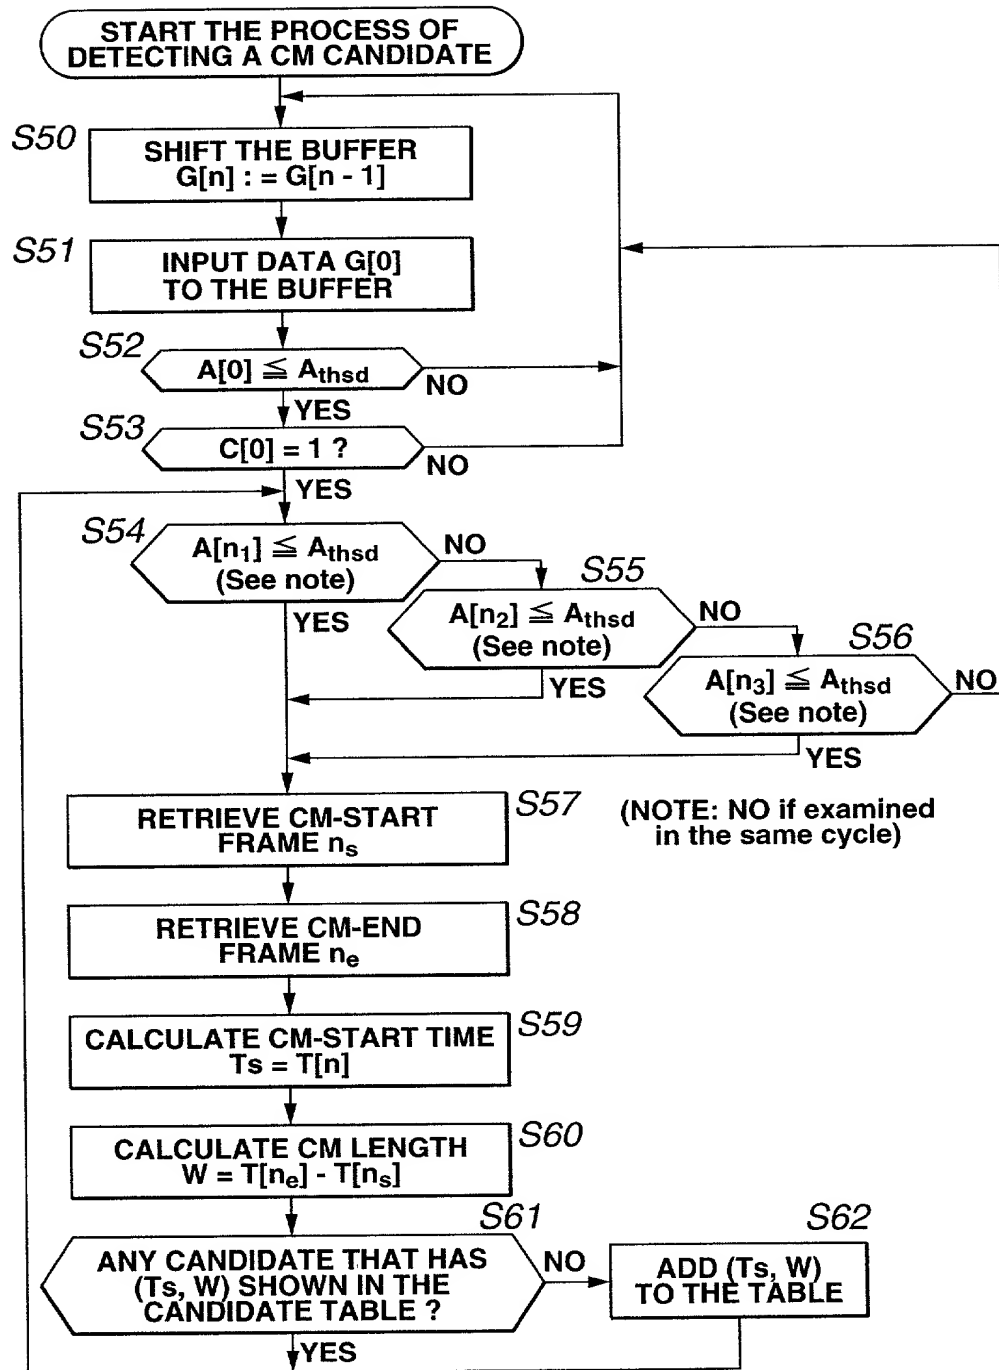 START THE PROCESS OF
DETECTING A CM CANDIDATE
S50
SHIFT THE BUFFER
G[n] : = G[n - 1]
S51
INPUT DATA G[0]
TO THE BUFFER
S52
A[0] ≦ Athsd
NO
YES
S53
C[0] = 1 ?
NO
YES
S54
A[n1] ≦ Athsd
(See note)
NO
YES
S55
A[n2] ≦ Athsd
(See note)
NO
YES
S56
A[n3] ≦ Athsd
(See note)
NO
YES
S57
RETRIEVE CM-START
FRAME ns
(NOTE: NO if examined
in the same cycle)
S58
RETRIEVE CM-END
FRAME ne
S59
CALCULATE CM-START TIME
Ts = T[n]
S60
CALCULATE CM LENGTH
W = T[ne] - T[ns]
S61
ANY CANDIDATE THAT HAS
(Ts, W) SHOWN IN THE
CANDIDATE TABLE ?
NO
YES
S62
ADD (Ts, W)
TO THE TABLE